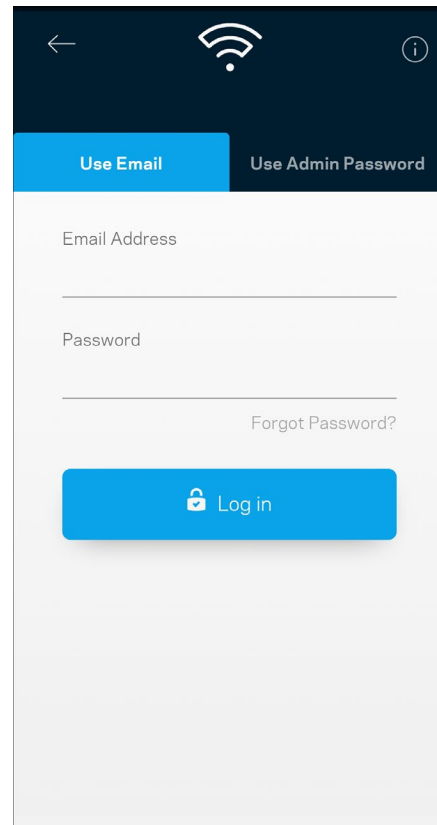 Use Email
Use Admin Password
Email Address
Password
Forgot Password?
Log in